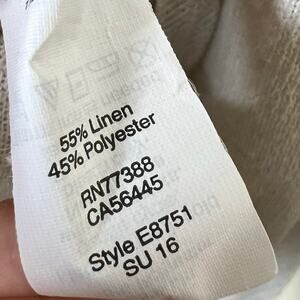 55% Linen
45% Polyester
RN77388
CA56445
Style E8751
SU 16